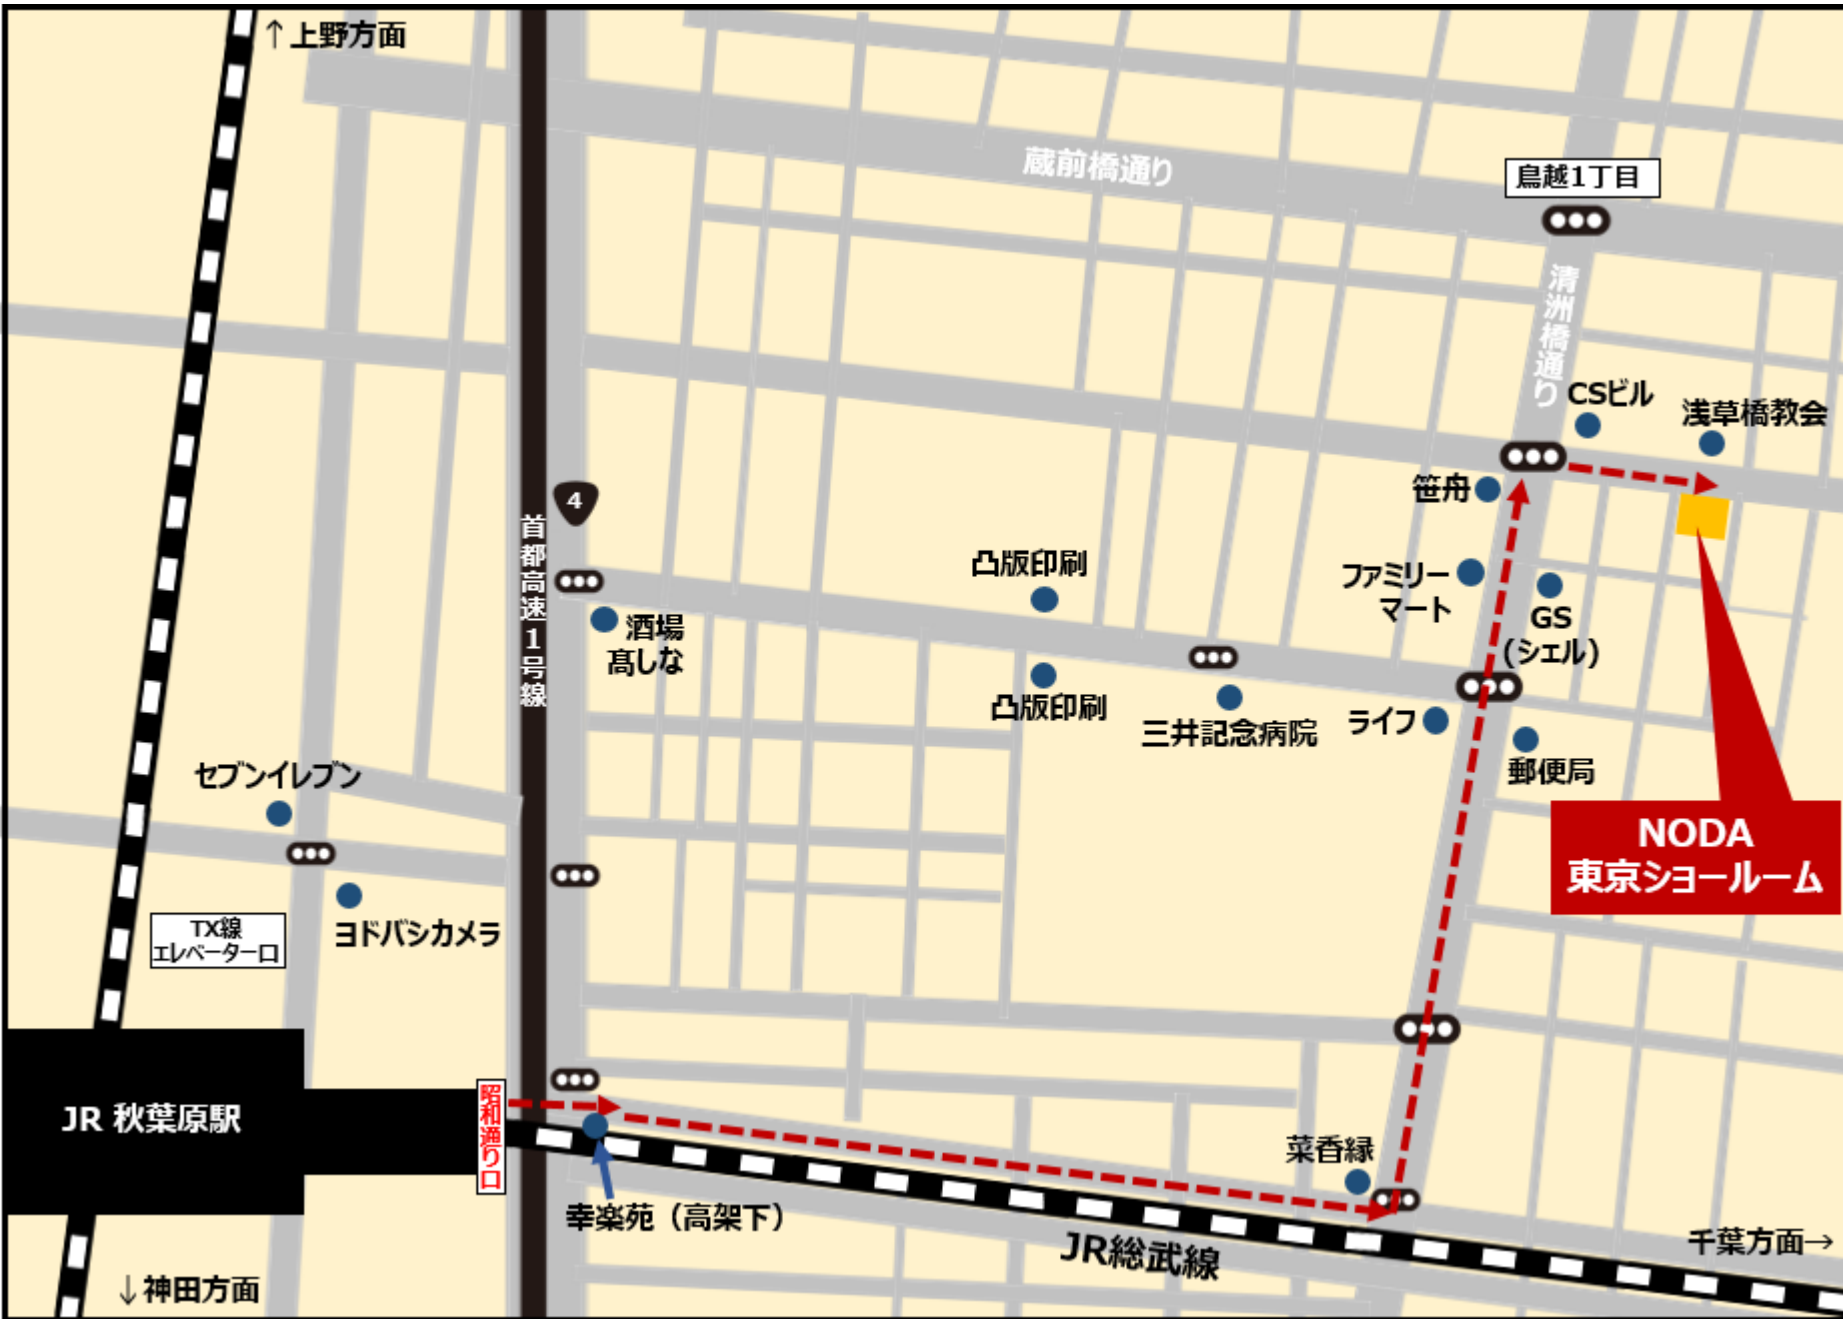 ↑上野方面
蔵前橋通り
鳥越1丁目
清洲橋通り
CSビル
浅草橋教会
笹舟
4
首都高速1号線
凸版印刷
ファミリー
マート
GS
(シェル)
酒場
髙しな
凸版印刷
三井記念病院
ライフ
郵便局
セブンイレブン
NODA
東京ショールーム
TX線
エレベーター口
ヨドバシカメラ
JR 秋葉原駅
昭和通り口
菜香縁
幸楽苑（高架下）
JR総武線
千葉方面→
↓神田方面